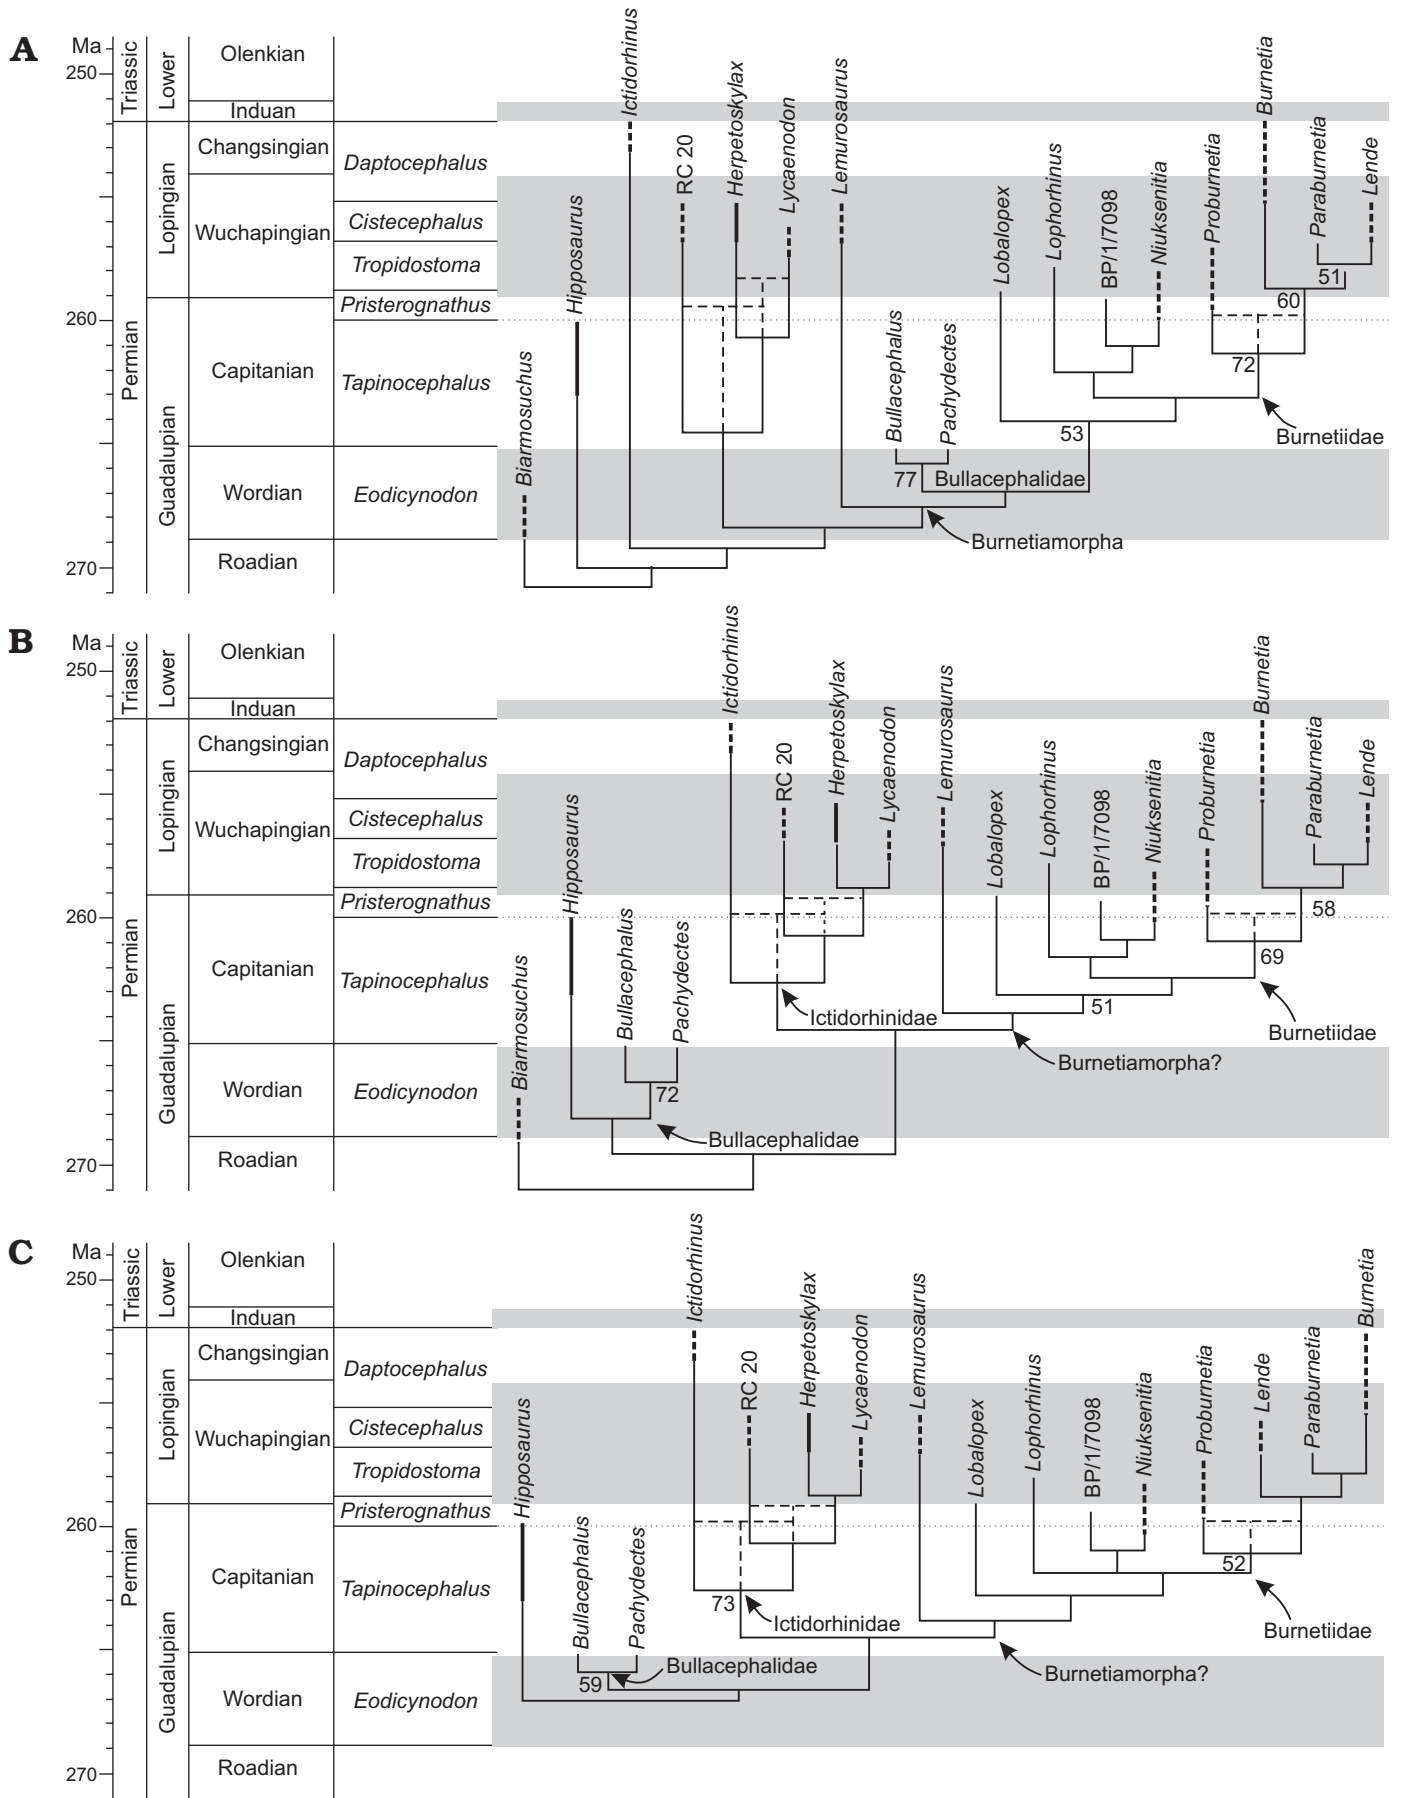 A
Ma
250
260
270
Triassic
Permian
Lower
Lopingian
Guadalupian
Olenkian
Induan
Changsingian
Wuchapingian
Capitanian
Wordian
Roadian
Daptocephalus
Cistecephalus
Tropidostoma
Pristerognathus
Tapinocephalus
Eodicynodon
Biarmosuchus
Hipposaurus
Ictidorhinus
RC 20
Herpetoskylax
Lycaenodon
Lemurosaurus
Bullacephalus
Pachydectes
Lobalopex
Lophorhinus
BP/1/7098
Niuksenitia
Proburnetia
Burnetia
Paraburnetia
Lende
51
60
72
53
77
Burnetiidae
Bullacephalidae
Burnetiamorpha
B
Ma
250
260
270
Triassic
Permian
Lower
Lopingian
Guadalupian
Olenkian
Induan
Changsingian
Wuchapingian
Capitanian
Wordian
Roadian
Daptocephalus
Cistecephalus
Tropidostoma
Pristerognathus
Tapinocephalus
Eodicynodon
Biarmosuchus
Hipposaurus
Bullacephalus
Pachydectes
Ictidorhinus
RC 20
Herpetoskylax
Lycaenodon
Lemurosaurus
Lobalopex
Lophorhinus
BP/1/7098
Niuksenitia
Proburnetia
Burnetia
Paraburnetia
Lende
58
69
51
72
Ictidorhinidae
Burnetiidae
Burnetiamorpha?
Bullacephalidae
C
Ma
250
260
270
Triassic
Permian
Lower
Lopingian
Guadalupian
Olenkian
Induan
Changsingian
Wuchapingian
Capitanian
Wordian
Roadian
Daptocephalus
Cistecephalus
Tropidostoma
Pristerognathus
Tapinocephalus
Eodicynodon
Hipposaurus
Bullacephalus
Pachydectes
Ictidorhinus
RC 20
Herpetoskylax
Lycaenodon
Lemurosaurus
Lobalopex
Lophorhinus
BP/1/7098
Niuksenitia
Proburnetia
Lende
Paraburnetia
Burnetia
52
73
59
Ictidorhinidae
Burnetiidae
Bullacephalidae
Burnetiamorpha?